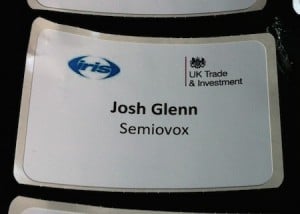 iris
UK Trade
& Investment
Josh Glenn
Semiovox